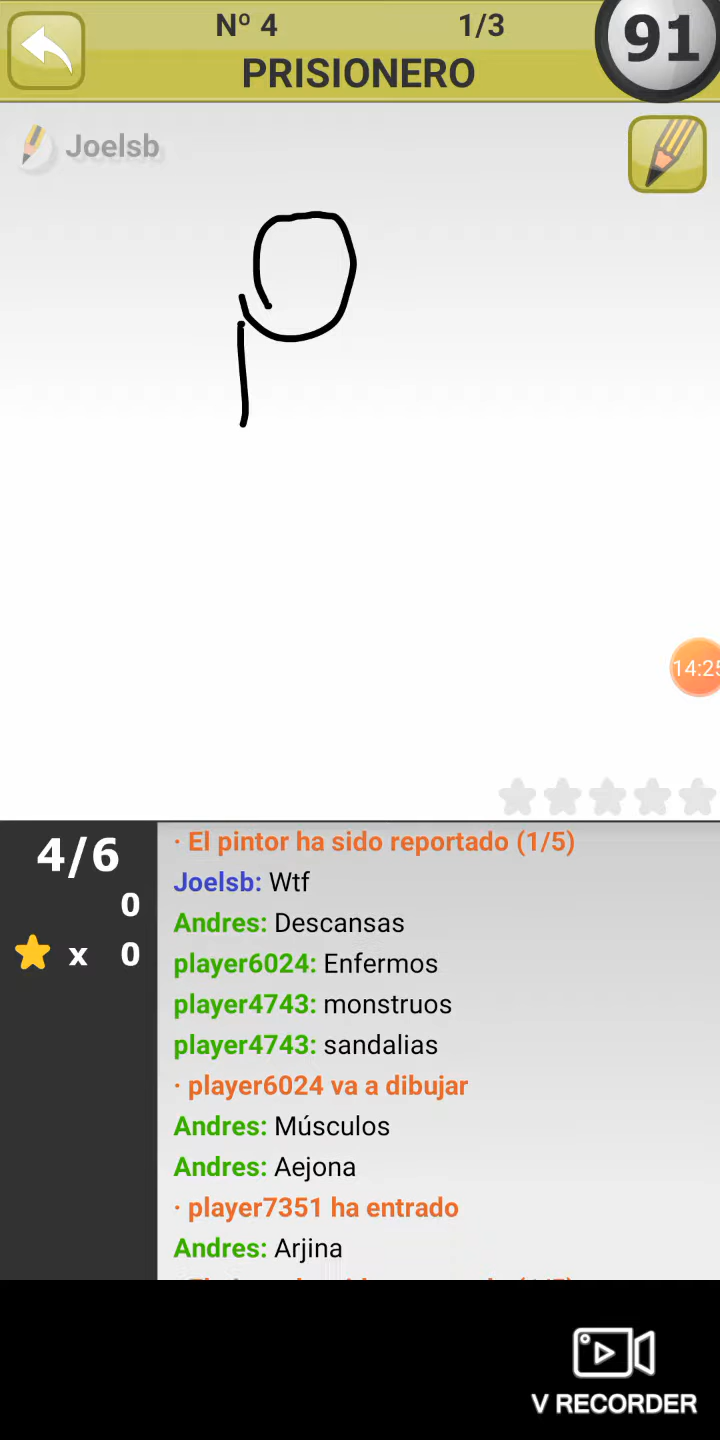 Nº 4 1/3 91
PRISIONERO
Joelsb
14:25
4/6
0
x 0
· El pintor ha sido reportado (1/5)
Joelsb: Wtf
Andres: Descansas
player6024: Enfermos
player4743: monstruos
player4743: sandalias
· player6024 va a dibujar
Andres: Músculos
Andres: Aejona
· player7351 ha entrado
Andres: Arjina
V RECORDER